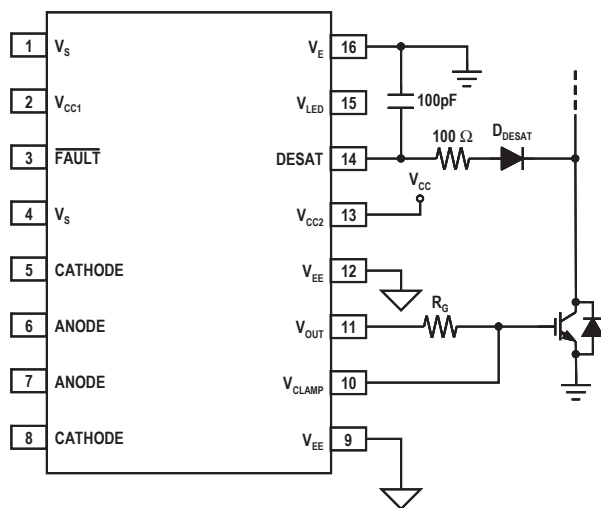 1 V_S
2 V_CC1
3 FAULT
4 V_S
5 CATHODE
6 ANODE
7 ANODE
8 CATHODE
V_E 16
V_LED 15
DESAT 14
V_CC2 13
V_EE 12
V_OUT 11
V_CLAMP 10
V_EE 9
100pF
100 Ω
D_DESAT
V_CC
R_G